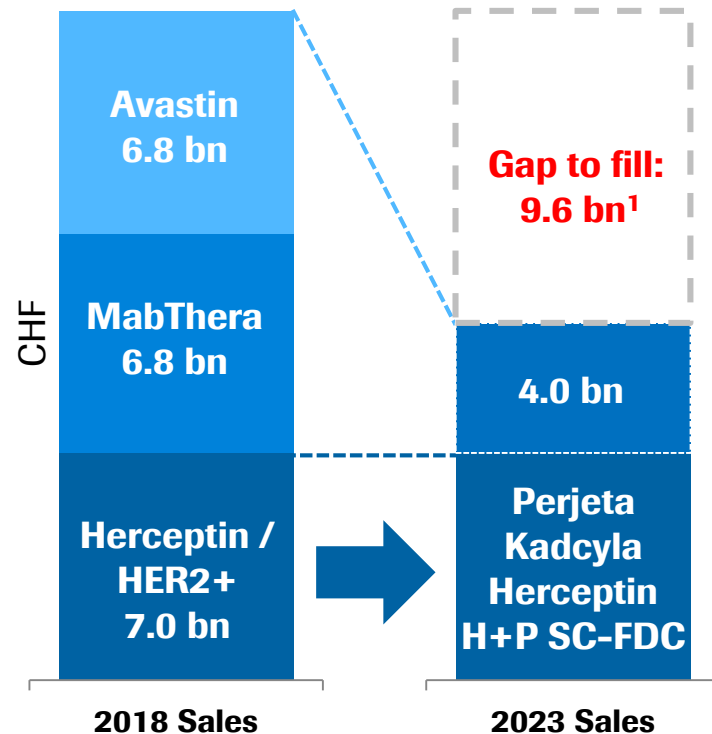 CHF
Avastin
6.8 bn
MabThera
6.8 bn
Herceptin /
HER2+
7.0 bn
2018 Sales
Gap to fill:
9.6 bn¹
4.0 bn
Perjeta
Kadcyla
Herceptin
H+P SC-FDC
2023 Sales